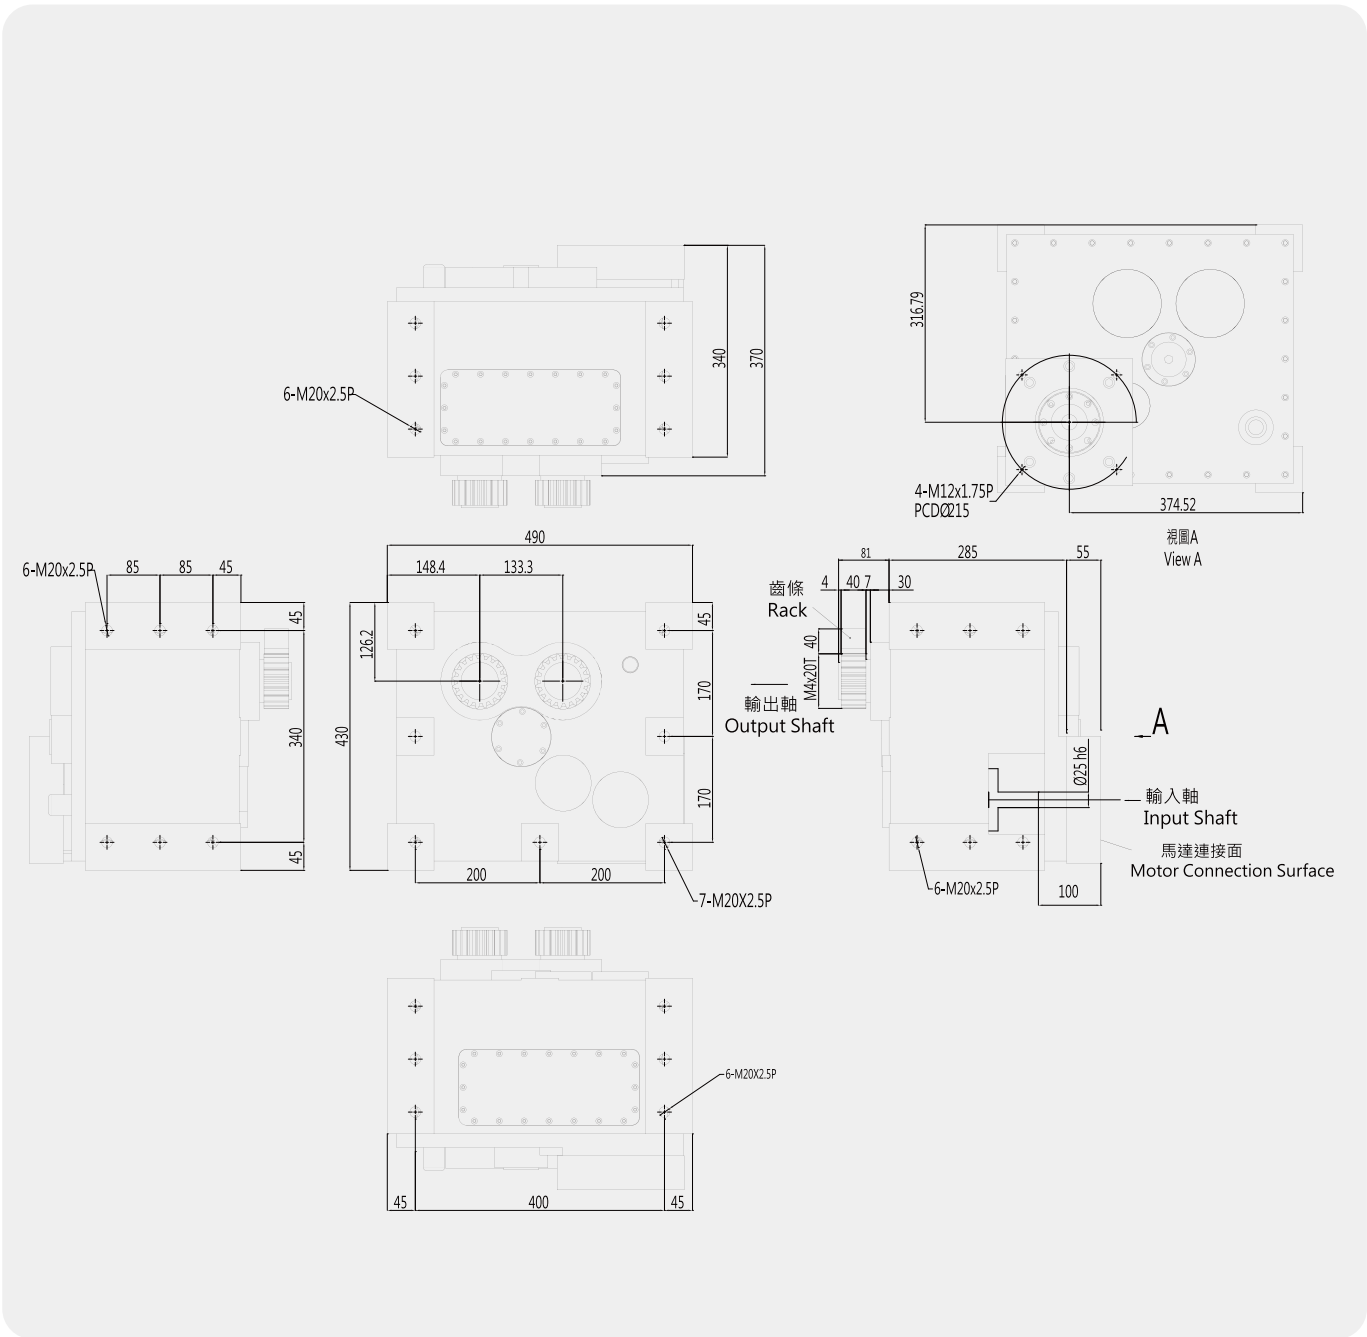 340
370
6-M20x2.5P
316.79
4-M12x1.75P
PCDØ215
374.52
視圖A
View A
6-M20x2.5P
85
85
45
45
340
45
490
148.4
133.3
126.2
430
45
170
170
200
200
7-M20X2.5P
81
285
55
4
40
7
30
齒條
Rack
40
M4x20T
輸出軸
Output Shaft
A
Ø25 h6
輸入軸
Input Shaft
馬達連接面
Motor Connection Surface
6-M20x2.5P
100
6-M20X2.5P
45
400
45